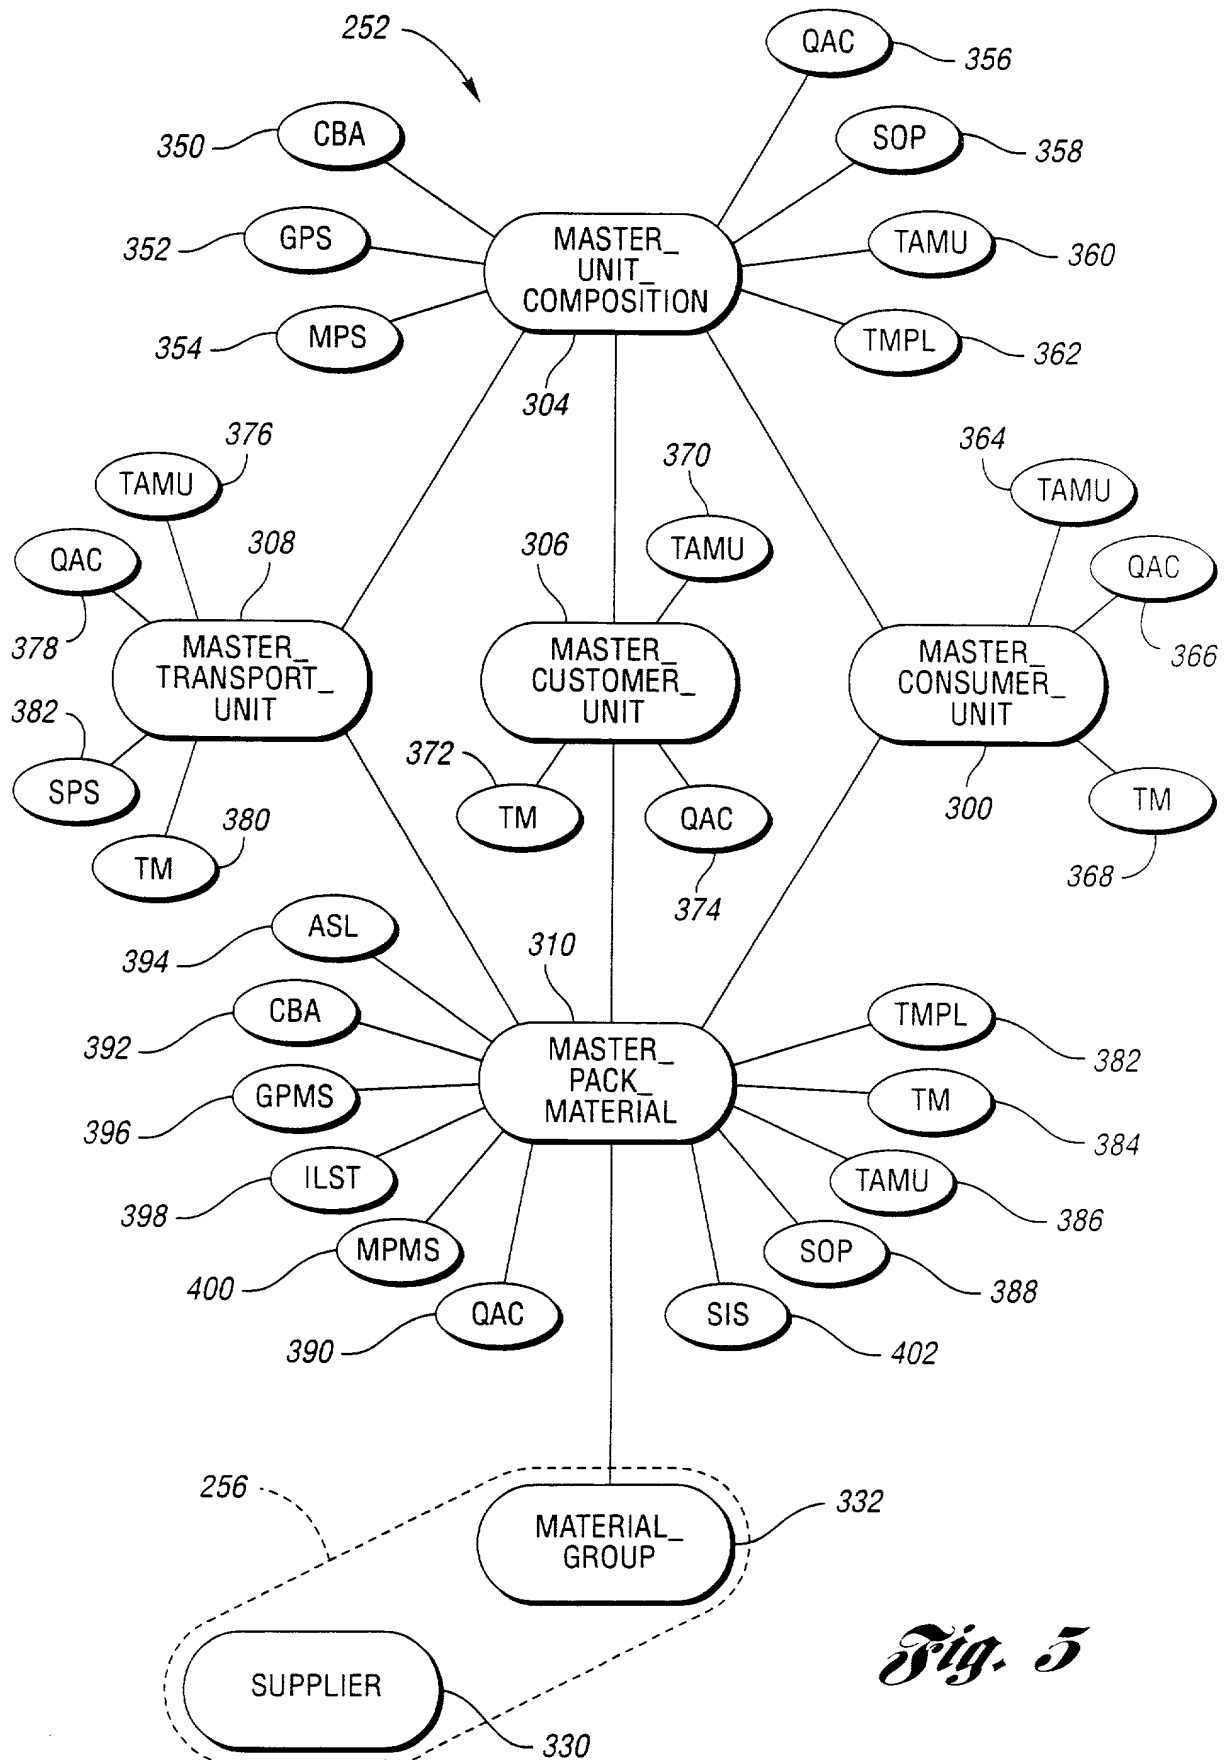 252
QAC
356
350
CBA
SOP
358
352
GPS
MASTER_
UNIT_
COMPOSITION
TAMU
360
354
MPS
TMPL
362
304
376
TAMU
370
364
TAMU
QAC
378
308
306
TAMU
QAC
366
MASTER_
TRANSPORT_
UNIT
MASTER_
CUSTOMER_
UNIT
MASTER_
CONSUMER_
UNIT
382
SPS
372
TM
QAC
374
300
TM
368
380
TM
394
ASL
310
392
CBA
MASTER_
PACK_
MATERIAL
TMPL
382
396
GPMS
TM
384
398
ILST
TAMU
386
400
MPMS
SOP
388
390
QAC
SIS
402
256
MATERIAL_
GROUP
332
SUPPLIER
330
Fig. 5